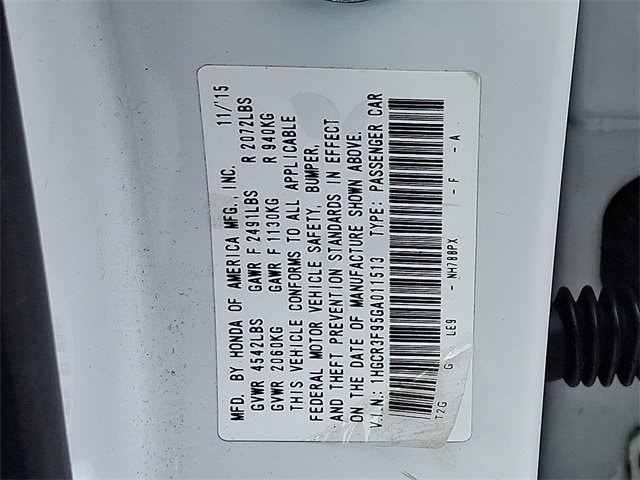 MFD. BY HONDA OF AMERICA MFG., INC. 11/'15
GVWR 4542LBS GAWR F 2491LBS R 2072LBS
GVWR 2060KG GAWR F 1130KG R 940KG
THIS VEHICLE CONFORMS TO ALL APPLICABLE
FEDERAL MOTOR VEHICLE SAFETY, BUMPER,
AND THEFT PREVENTION STANDARDS IN EFFECT
ON THE DATE OF MANUFACTURE SHOWN ABOVE.
V.I.N.: 1HGCR3F95GA011513 TYPE: PASSENGER CAR
T2G G LE9 - NH788PX - F - A